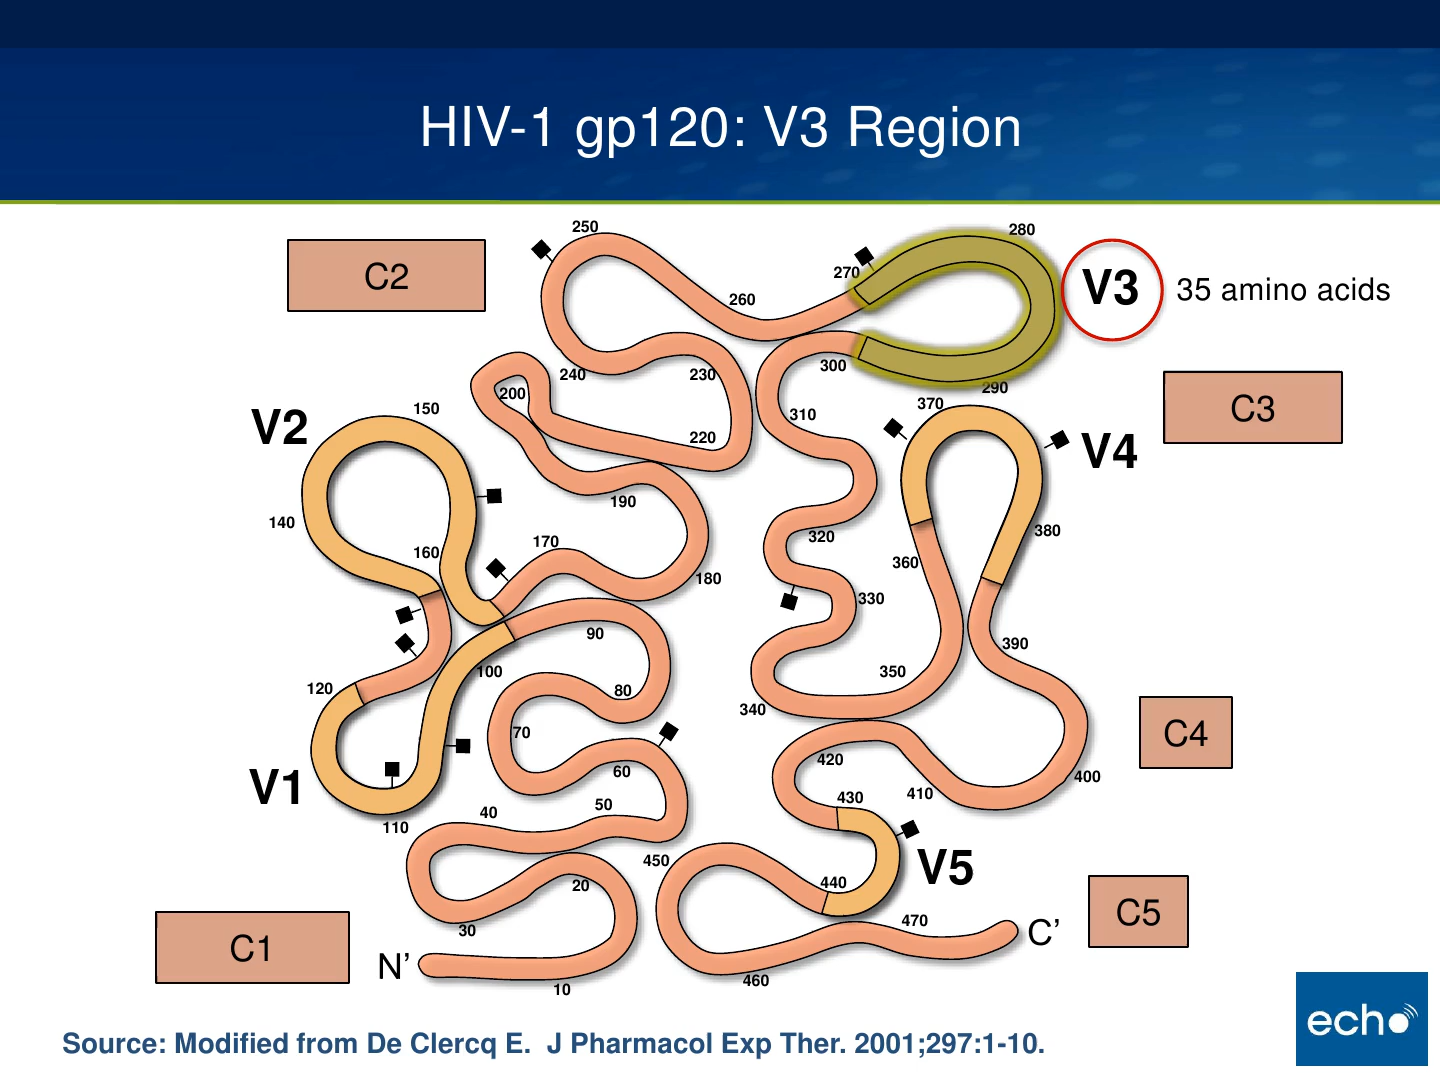 HIV-1 gp120: V3 Region
250
280
C2
270
V3
35 amino acids
260
300
240
230
290
200
370
C3
150
310
V2
220
V4
190
140
320
380
170
160
360
180
330
90
390
100
350
120
80
340
70
C4
420
60
400
V1
430
410
50
40
110
450
V5
440
20
C5
470
30
C1
C’
N’
460
10
echo
Source: Modified from De Clercq E. J Pharmacol Exp Ther. 2001;297:1-10.